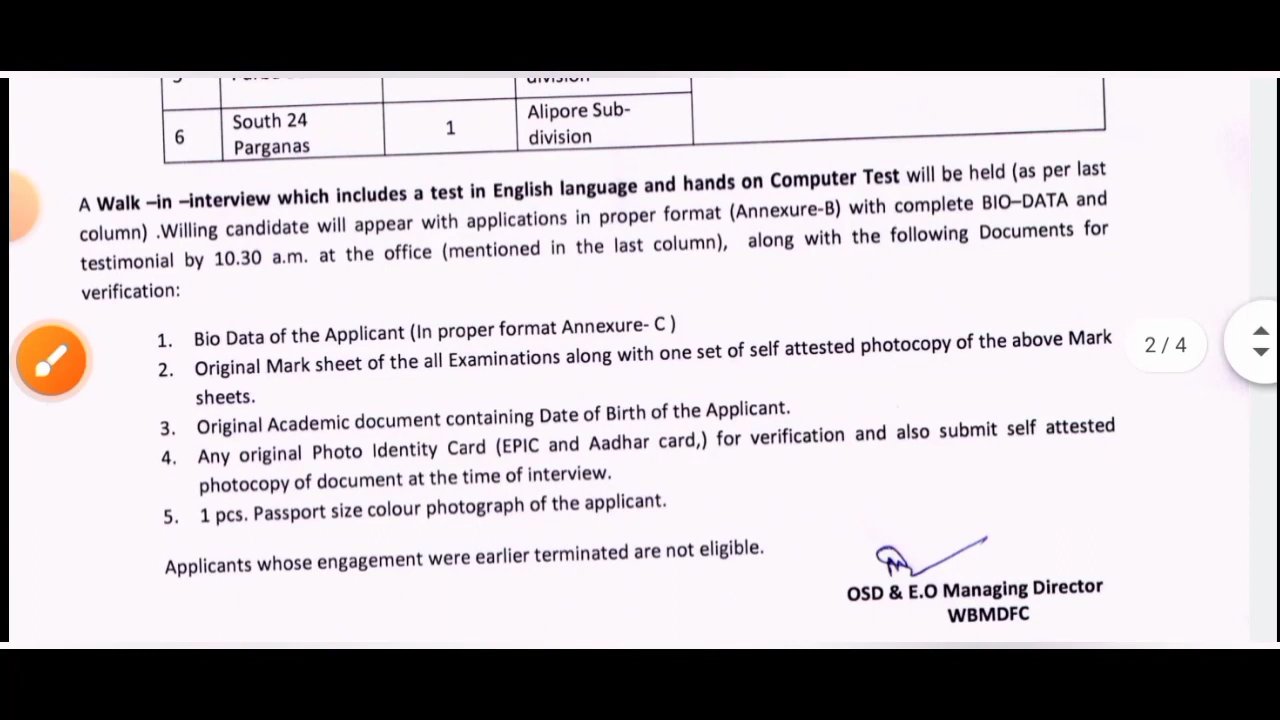 division
6 South 24 Parganas 1 Alipore Sub-division
A Walk –in –interview which includes a test in English language and hands on Computer Test will be held (as per last
column) .Willing candidate will appear with applications in proper format (Annexure-B) with complete BIO–DATA and
testimonial by 10.30 a.m. at the office (mentioned in the last column), along with the following Documents for
verification:
1. Bio Data of the Applicant (In proper format Annexure- C )
2. Original Mark sheet of the all Examinations along with one set of self attested photocopy of the above Mark
sheets.
3. Original Academic document containing Date of Birth of the Applicant.
4. Any original Photo Identity Card (EPIC and Aadhar card,) for verification and also submit self attested
photocopy of document at the time of interview.
5. 1 pcs. Passport size colour photograph of the applicant.
Applicants whose engagement were earlier terminated are not eligible.
OSD & E.O Managing Director
WBMDFC
2 / 4